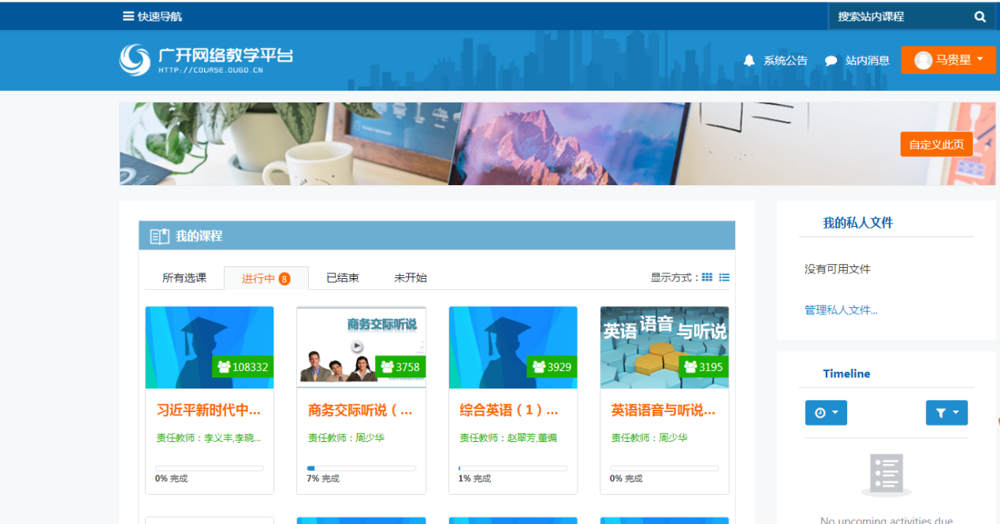 快速导航
搜索站内课程
广开网络教学平台
HTTP://COURSE.OUGD.CN
系统公告
站内消息
马贵星
自定义此页
我的课程
所有选课
进行中 8
已结束
未开始
显示方式：
商务交际听说
英语语音与听说
108332
3758
3929
3195
习近平新时代中...
商务交际听说（...
综合英语（1）...
英语语音与听说...
责任教师：李义丰,李晓...
责任教师：周少华
责任教师：赵翠芳,董编
责任教师：周少华
0% 完成
7% 完成
1% 完成
0% 完成
我的私人文件
没有可用文件
管理私人文件...
Timeline
No upcoming activities due